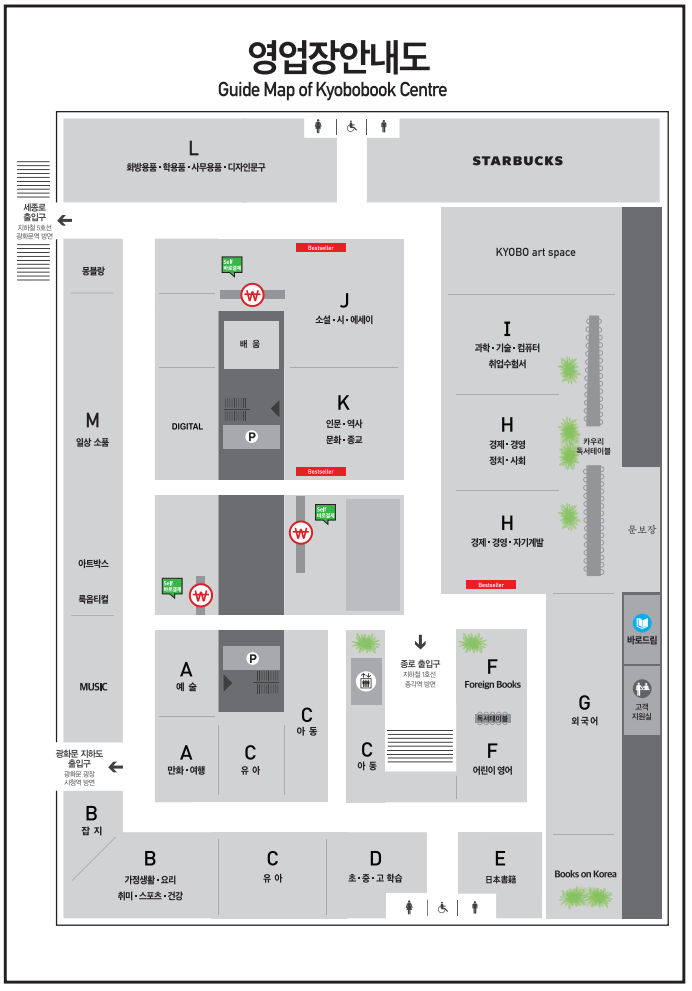 영업장안내도
Guide Map of Kyobobook Centre
L
화방용품·학용품·사무용품·디자인문구
STARBUCKS
세종로
출입구
지하철 5호선
광화문역 방면
KYOBO art space
몽블랑
Bestseller
Self
바로결제
J
소설·시·에세이
배 움
I
과학·기술·컴퓨터
취업수험서
M
일상 소품
DIGITAL
P
K
인문·역사
문화·종교
Bestseller
H
경제·경영
정치·사회
카우리
독서테이블
H
경제·경영·자기계발
문보장
Self
바로결제
Self
바로결제
Bestseller
아트박스
룩옵티컬
바로드림
MUSIC
A
예 술
P
C
아 동
종로 출입구
지하철 1호선
종각역 방면
F
Foreign Books
독서테이블
G
외국어
고객
지원실
광화문 지하도
출입구
광화문 광장
시청역 방면
A
만화·여행
C
유 아
C
아 동
F
어린이 영어
B
잡 지
B
가정생활·요리
취미·스포츠·건강
C
유 아
D
초·중·고 학습
E
日本書籍
Books on Korea